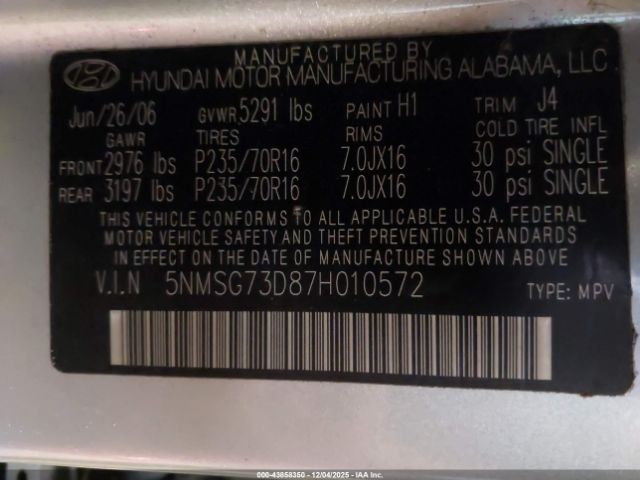 MANUFACTURED BY
HYUNDAI MOTOR MANUFACTURING ALABAMA, LLC
Jun/26/06 GVWR 5291 lbs PAINT H1 TRIM J4
GAWR TIRES RIMS COLD TIRE INFL
FRONT 2976 lbs P235/70R16 7.0JX16 30 psi SINGLE
REAR 3197 lbs P235/70R16 7.0JX16 30 psi SINGLE
THIS VEHICLE CONFORMS TO ALL APPLICABLE U.S.A. FEDERAL
MOTOR VEHICLE SAFETY AND THEFT PREVENTION STANDARDS
IN EFFECT ON THE DATE OF MANUFACTURE SHOWN ABOVE
V.I.N 5NMSG73D87H010572 TYPE: MPV
000-43858350 - 12/04/2025 - IAAI.COM